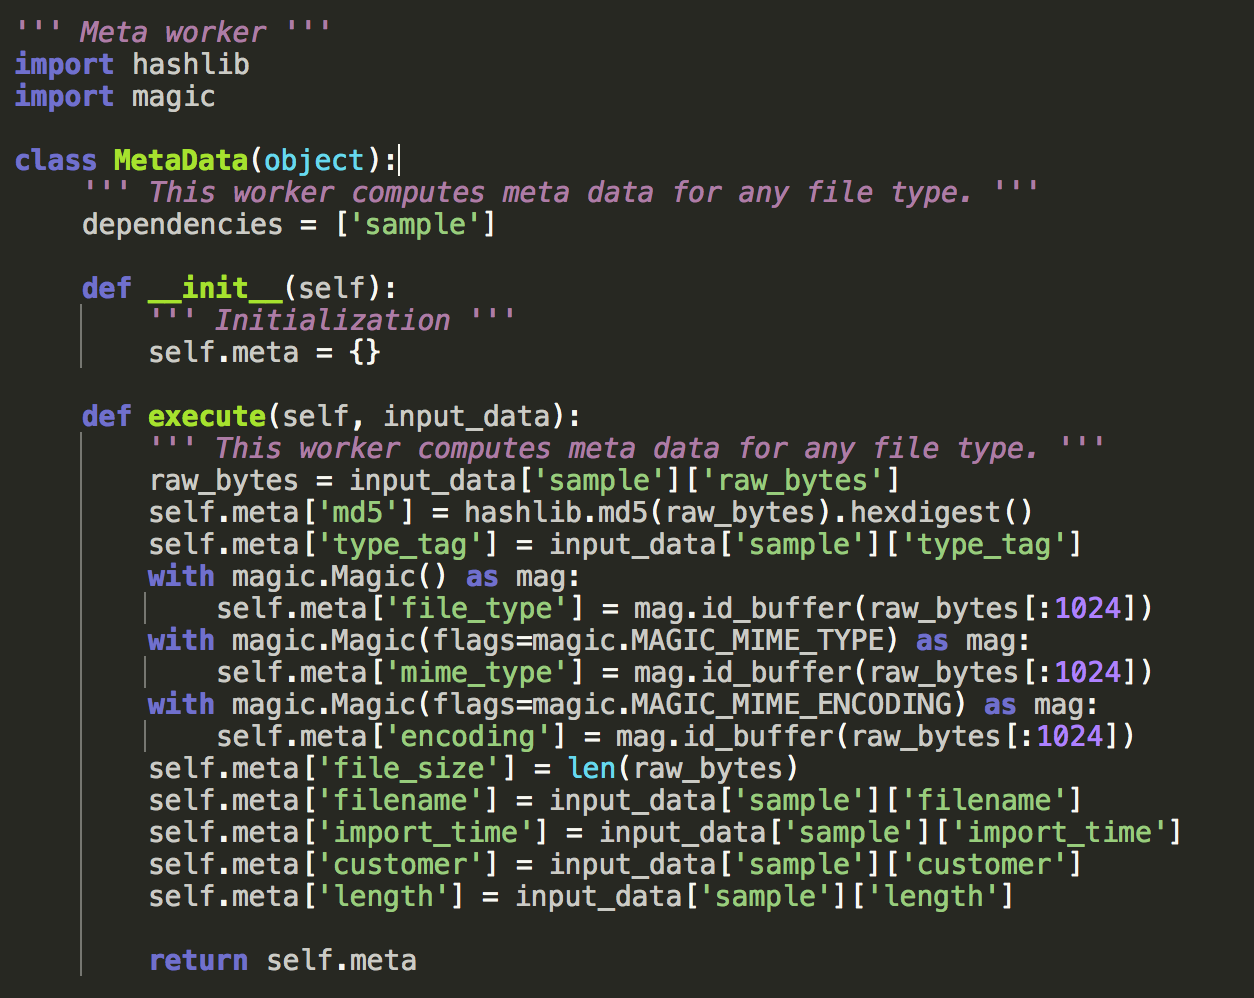 ''' Meta worker '''
import hashlib
import magic

class MetaData(object):
    ''' This worker computes meta data for any file type. '''
    dependencies = ['sample']

    def __init__(self):
        ''' Initialization '''
        self.meta = {}

    def execute(self, input_data):
        ''' This worker computes meta data for any file type. '''
        raw_bytes = input_data['sample']['raw_bytes']
        self.meta['md5'] = hashlib.md5(raw_bytes).hexdigest()
        self.meta['type_tag'] = input_data['sample']['type_tag']
        with magic.Magic() as mag:
            self.meta['file_type'] = mag.id_buffer(raw_bytes[:1024])
        with magic.Magic(flags=magic.MAGIC_MIME_TYPE) as mag:
            self.meta['mime_type'] = mag.id_buffer(raw_bytes[:1024])
        with magic.Magic(flags=magic.MAGIC_MIME_ENCODING) as mag:
            self.meta['encoding'] = mag.id_buffer(raw_bytes[:1024])
        self.meta['file_size'] = len(raw_bytes)
        self.meta['filename'] = input_data['sample']['filename']
        self.meta['import_time'] = input_data['sample']['import_time']
        self.meta['customer'] = input_data['sample']['customer']
        self.meta['length'] = input_data['sample']['length']

        return self.meta